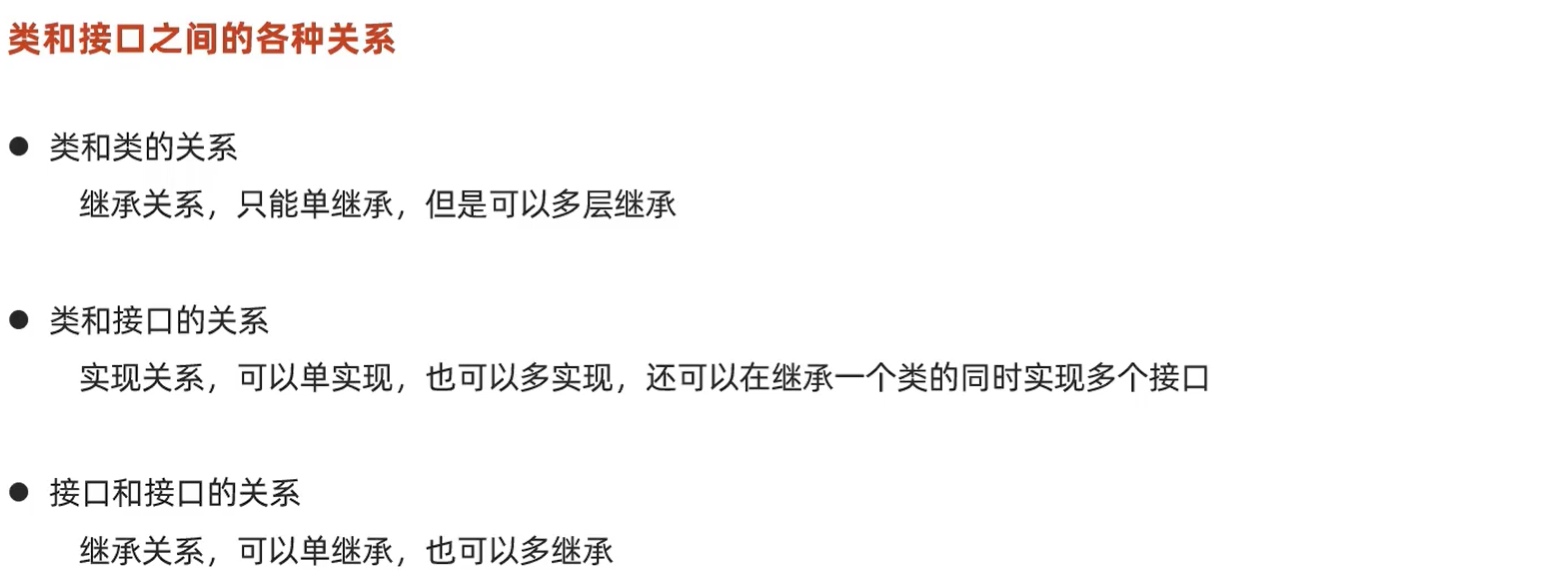 类和接口之间的各种关系
● 类和类的关系
继承关系，只能单继承，但是可以多层继承
● 类和接口的关系
实现关系，可以单实现，也可以多实现，还可以在继承一个类的同时实现多个接口
● 接口和接口的关系
继承关系，可以单继承，也可以多继承